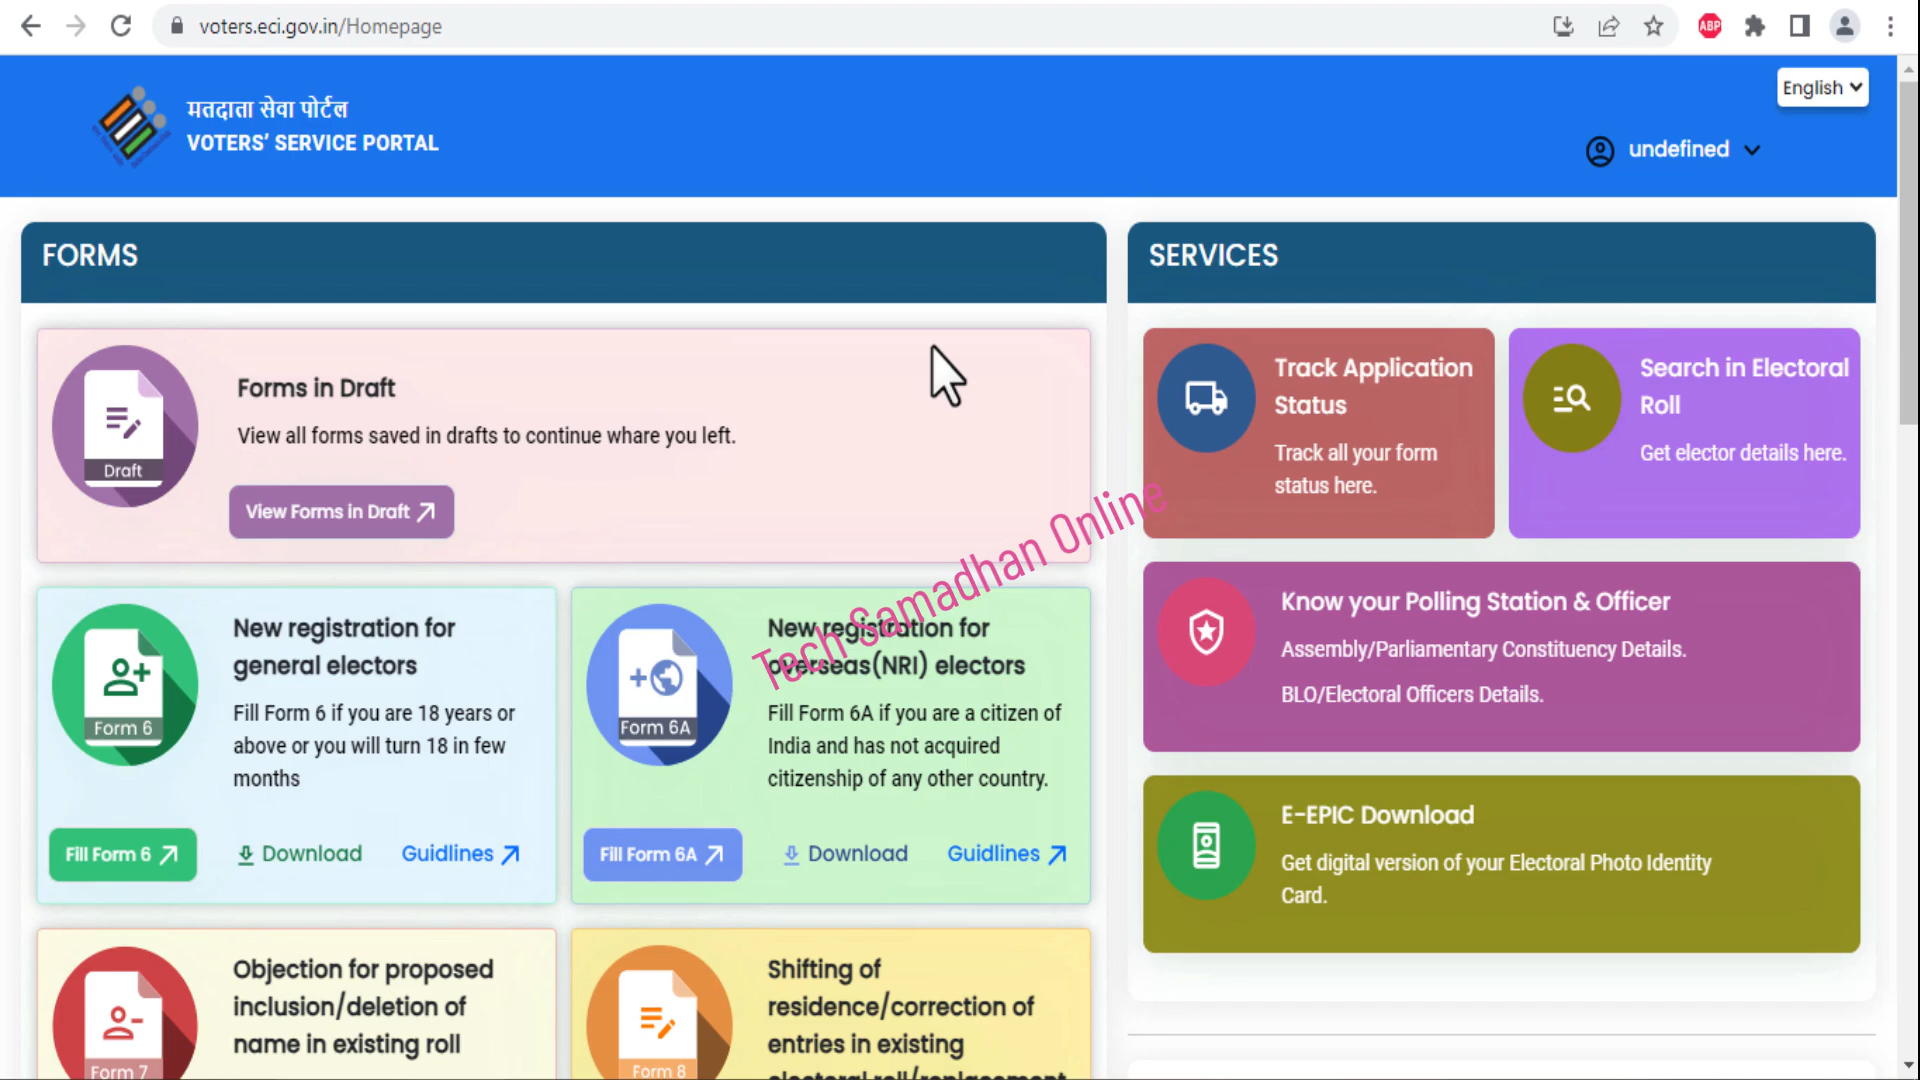 voters.eci.gov.in/Homepage
ABP
English
मतदाता सेवा पोर्टल
VOTERS' SERVICE PORTAL
undefined
FORMS
Draft
Forms in Draft
View all forms saved in drafts to continue whare you left.
View Forms in Draft
Form 6
New registration for
general electors
Fill Form 6 if you are 18 years or
above or you will turn 18 in few
months
Fill Form 6
Download
Guidlines
Form 6A
New registration for
overseas(NRI) electors
Fill Form 6A if you are a citizen of
India and has not acquired
citizenship of any other country.
Fill Form 6A
Download
Guidlines
Form 7
Objection for proposed
inclusion/deletion of
name in existing roll
Form 8
Shifting of
residence/correction of
entries in existing
electoral roll/replacement
SERVICES
Track Application
Status
Track all your form
status here.
Search in Electoral
Roll
Get elector details here.
Know your Polling Station & Officer
Assembly/Parliamentary Constituency Details.
BLO/Electoral Officers Details.
E-EPIC Download
Get digital version of your Electoral Photo Identity
Card.
Tech Samadhan Online